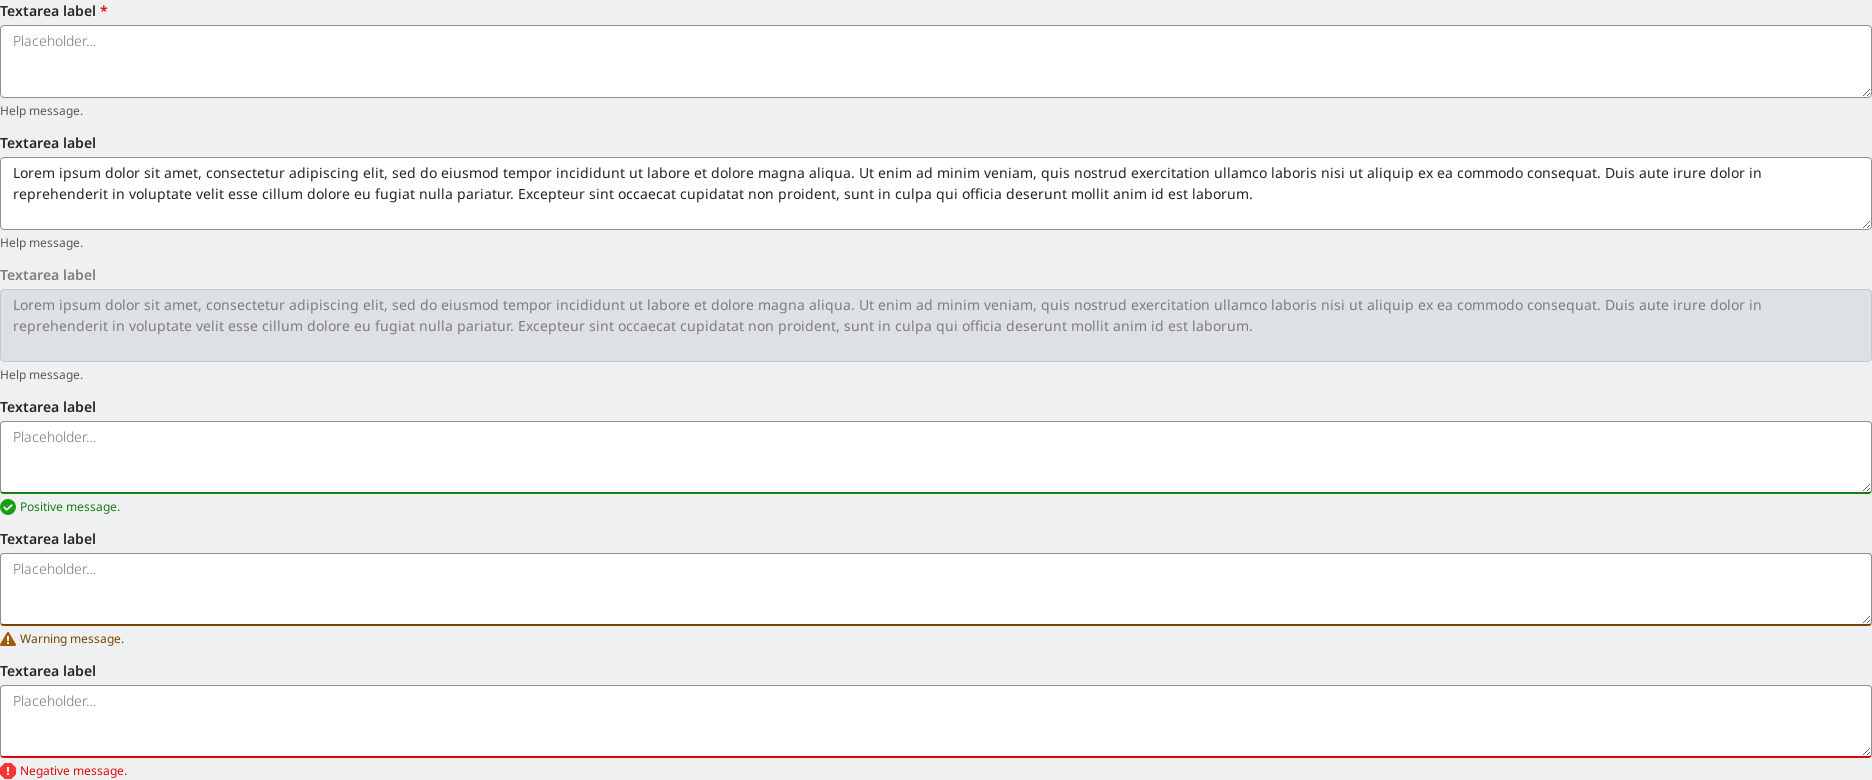 Textarea label *
Placeholder...
Help message.
Textarea label
Lorem ipsum dolor sit amet, consectetur adipiscing elit, sed do eiusmod tempor incididunt ut labore et dolore magna aliqua. Ut enim ad minim veniam, quis nostrud exercitation ullamco laboris nisi ut aliquip ex ea commodo consequat. Duis aute irure dolor in
reprehenderit in voluptate velit esse cillum dolore eu fugiat nulla pariatur. Excepteur sint occaecat cupidatat non proident, sunt in culpa qui officia deserunt mollit anim id est laborum.
Help message.
Textarea label
Lorem ipsum dolor sit amet, consectetur adipiscing elit, sed do eiusmod tempor incididunt ut labore et dolore magna aliqua. Ut enim ad minim veniam, quis nostrud exercitation ullamco laboris nisi ut aliquip ex ea commodo consequat. Duis aute irure dolor in
reprehenderit in voluptate velit esse cillum dolore eu fugiat nulla pariatur. Excepteur sint occaecat cupidatat non proident, sunt in culpa qui officia deserunt mollit anim id est laborum.
Help message.
Textarea label
Placeholder...
Positive message.
Textarea label
Placeholder...
Warning message.
Textarea label
Placeholder...
Negative message.